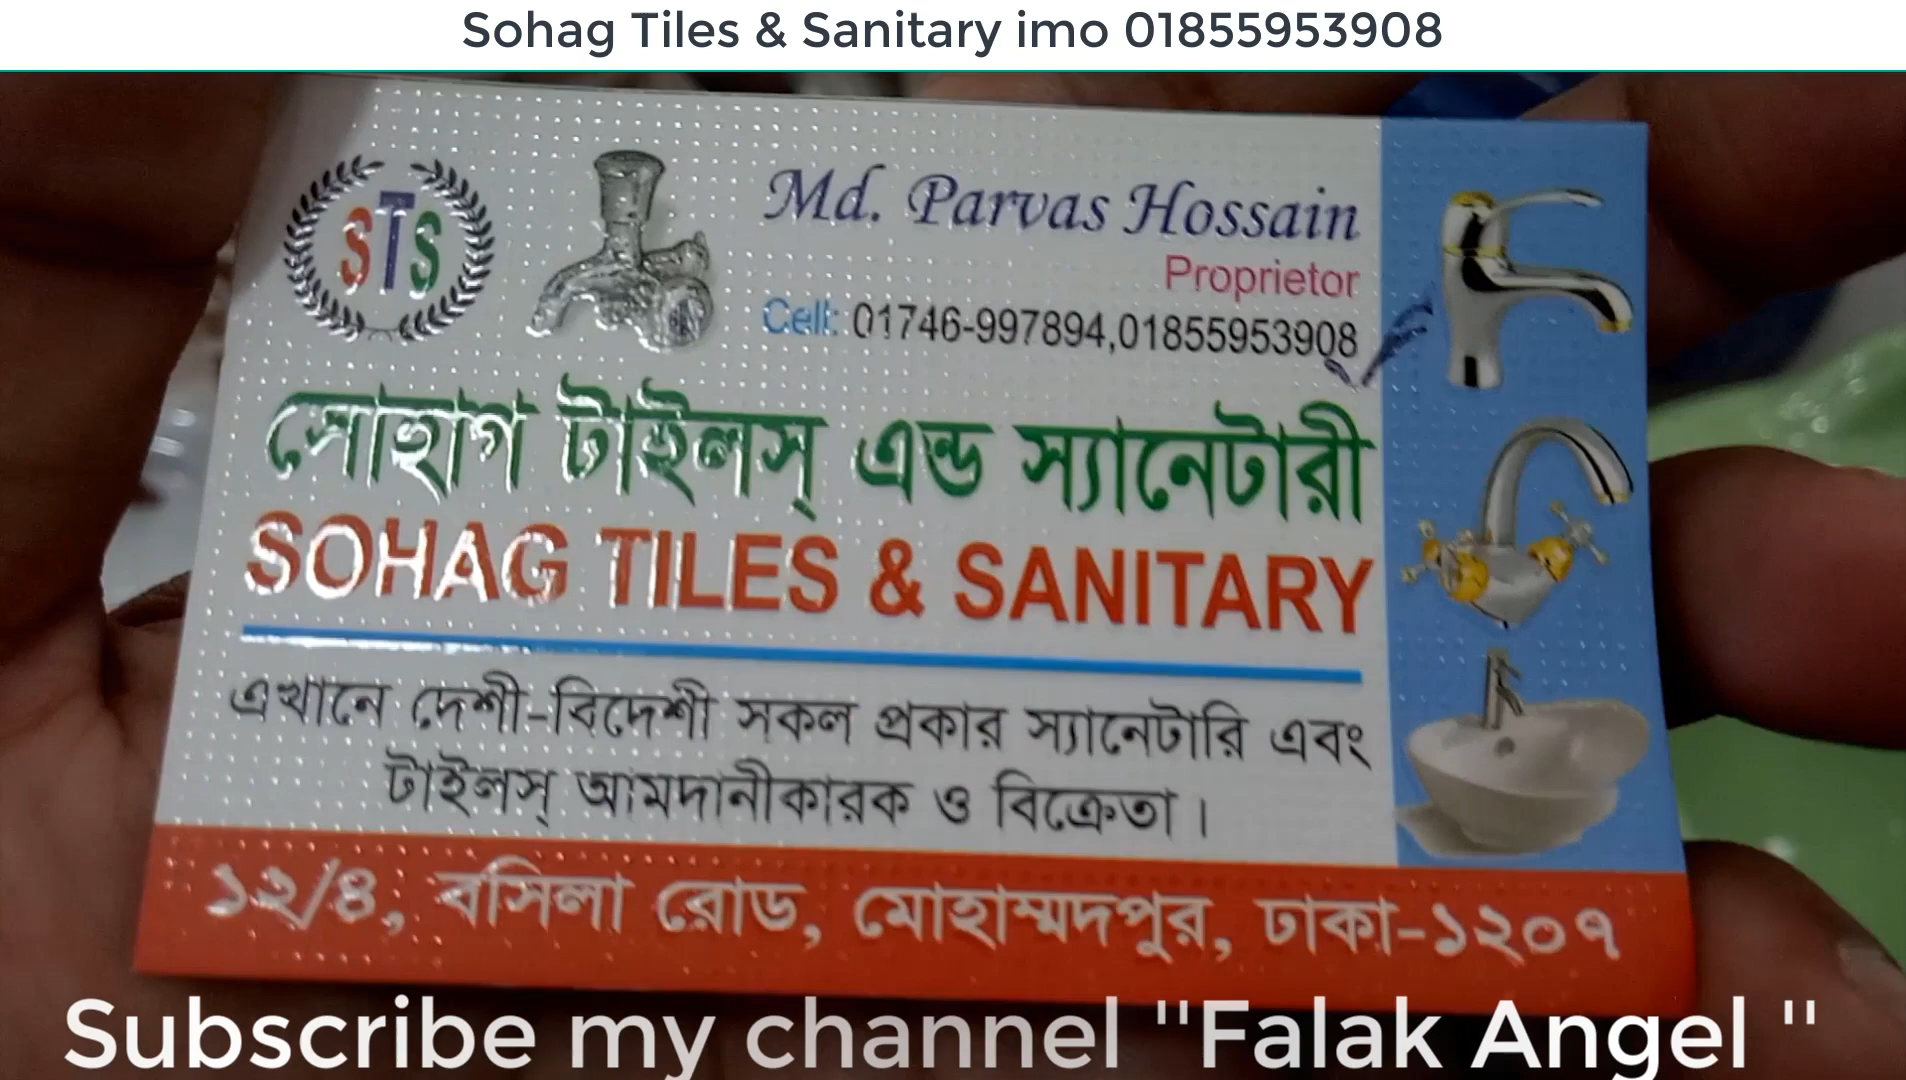 Sohag Tiles & Sanitary imo 01855953908
STS
Md. Parvas Hossain
Proprietor
Cell: 01746-997894,01855953908
সোহাগ টাইলস্ এন্ড স্যানেটারী
SOHAG TILES & SANITARY
এখানে দেশী-বিদেশী সকল প্রকার স্যানেটারি এবং
টাইলস্ আমদানীকারক ও বিক্রেতা।
১২/৪, বসিলা রোড, মোহাম্মদপুর, ঢাকা-১২০৭
Subscribe my channel "Falak Angel "